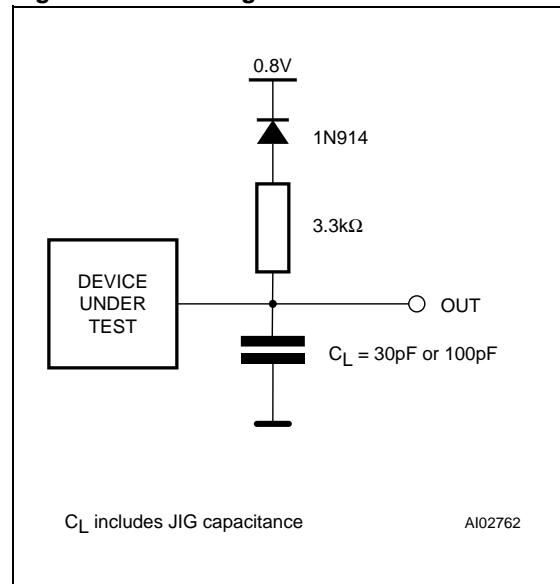 0.8V
1N914
3.3kΩ
DEVICE
UNDER
TEST
OUT
CL = 30pF or 100pF
CL includes JIG capacitance
AI02762